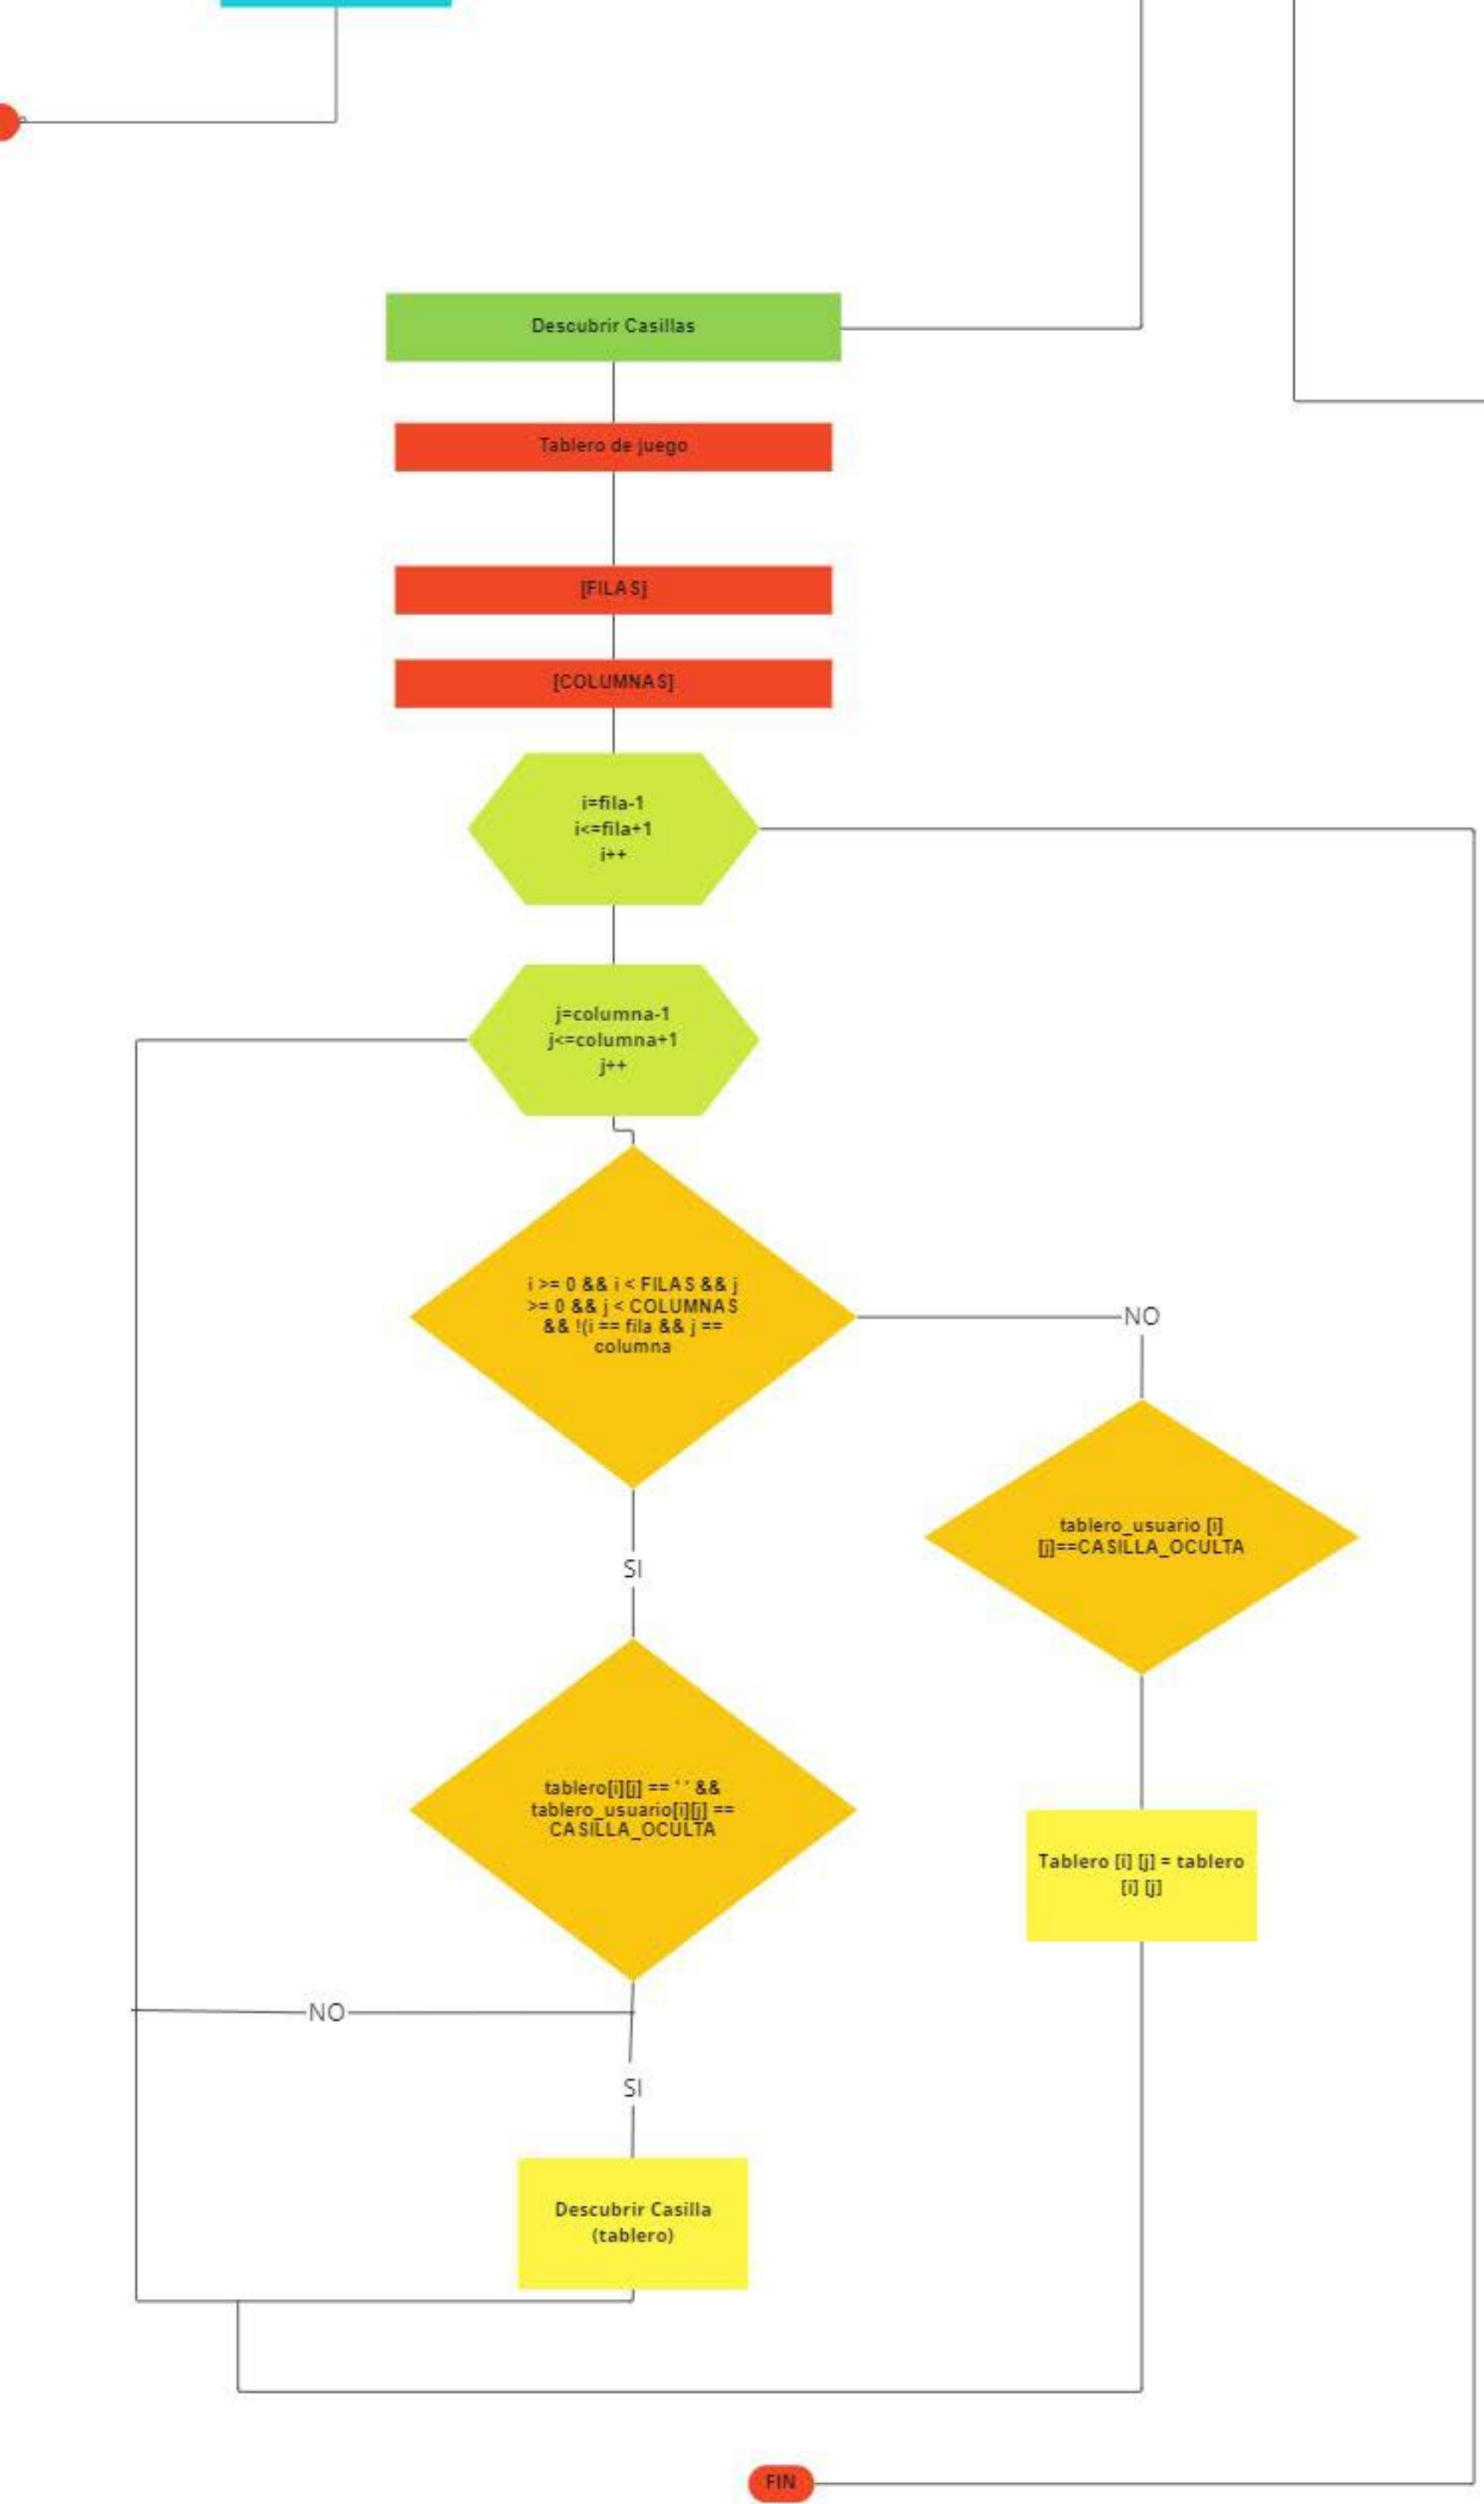 Descubrir Casillas
Tablero de juego
[FILAS]
[COLUMNAS]
i=fila-1
i<=fila+1
i++
j=columna-1
j<=columna+1
j++
i >= 0 && i < FILAS && j
>= 0 && j < COLUMNAS
&& !(i == fila && j ==
columna
NO
tablero_usuario [i]
[j]==CASILLA_OCULTA
SI
tablero[i][j] == ' ' &&
tablero_usuario[i][j] ==
CASILLA_OCULTA
Tablero [i] [j] = tablero
[i] [j]
NO
SI
Descubrir Casilla
(tablero)
FIN